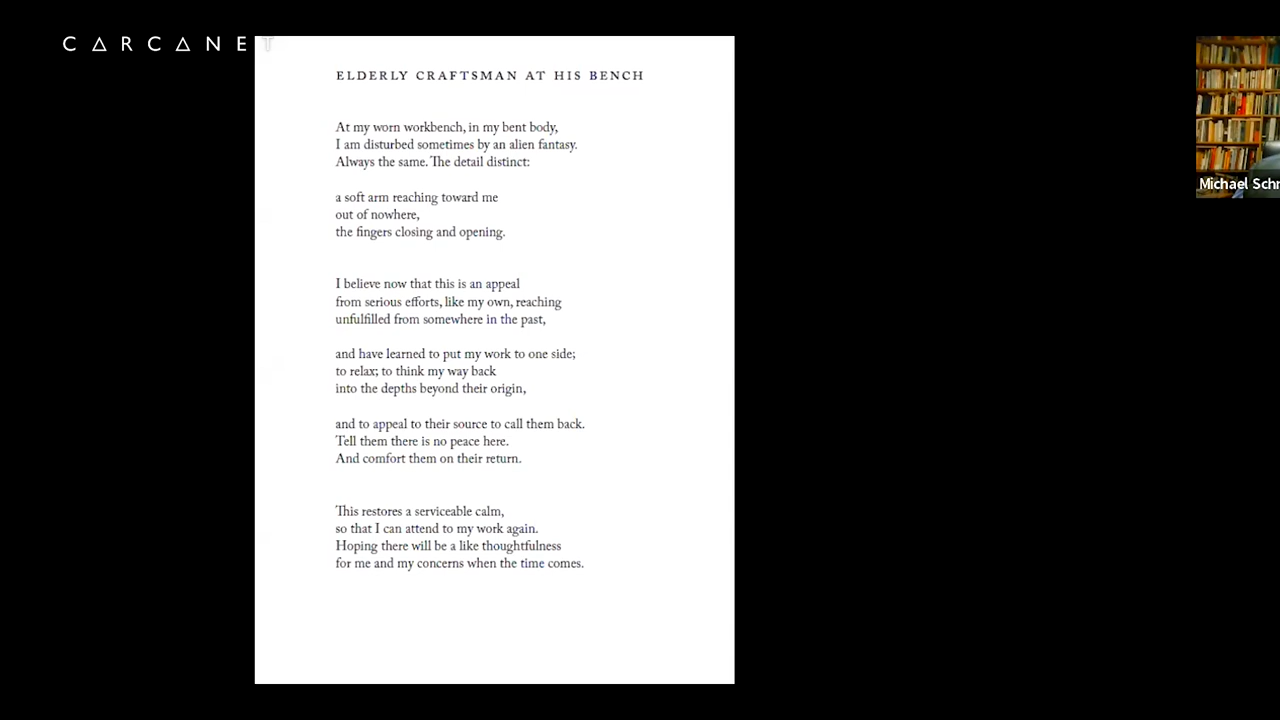 CARCANET
ELDERLY CRAFTSMAN AT HIS BENCH
At my worn workbench, in my bent body,
I am disturbed sometimes by an alien fantasy.
Always the same. The detail distinct:
a soft arm reaching toward me
out of nowhere,
the fingers closing and opening.
I believe now that this is an appeal
from serious efforts, like my own, reaching
unfulfilled from somewhere in the past,
and have learned to put my work to one side;
to relax; to think my way back
into the depths beyond their origin,
and to appeal to their source to call them back.
Tell them there is no peace here.
And comfort them on their return.
This restores a serviceable calm,
so that I can attend to my work again.
Hoping there will be a like thoughtfulness
for me and my concerns when the time comes.
Michael Sch